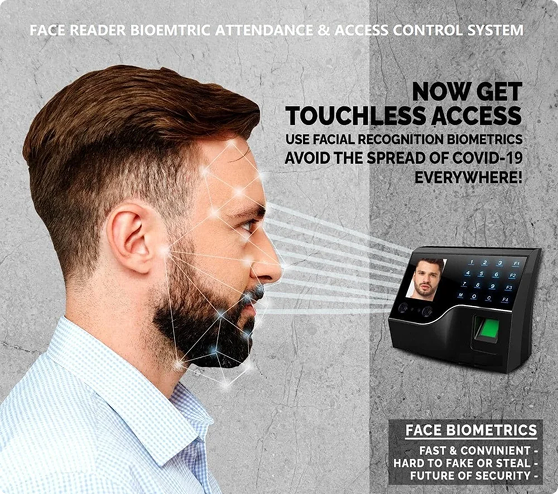 FACE READER BIOEMTRIC ATTENDANCE & ACCESS CONTROL SYSTEM
NOW GET
TOUCHLESS ACCESS
USE FACIAL RECOGNITION BIOMETRICS
AVOID THE SPREAD OF COVID-19
EVERYWHERE!
FACE BIOMETRICS
FAST & CONVINIENT -
HARD TO FAKE OR STEAL -
FUTURE OF SECURITY -